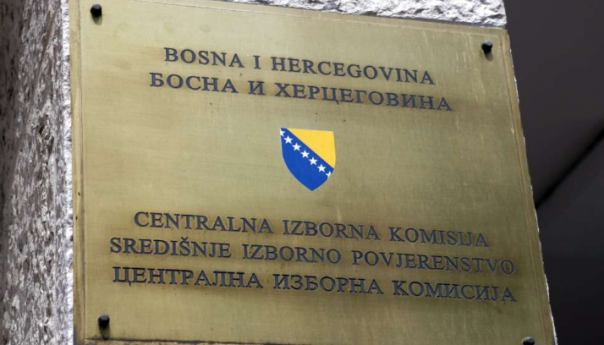 BOSNA I HERCEGOVINA
БОСНА И ХЕРЦЕГОВИНА
CENTRALNA IZBORNA KOMISIJA
SREDIŠNJE IZBORNO POVJERENSTVO
ЦЕНТРАЛНА ИЗБОРНА КОМИСИЈА